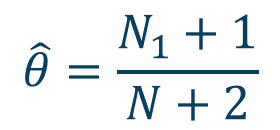 θ̂ = (N₁ + 1) / (N + 2)